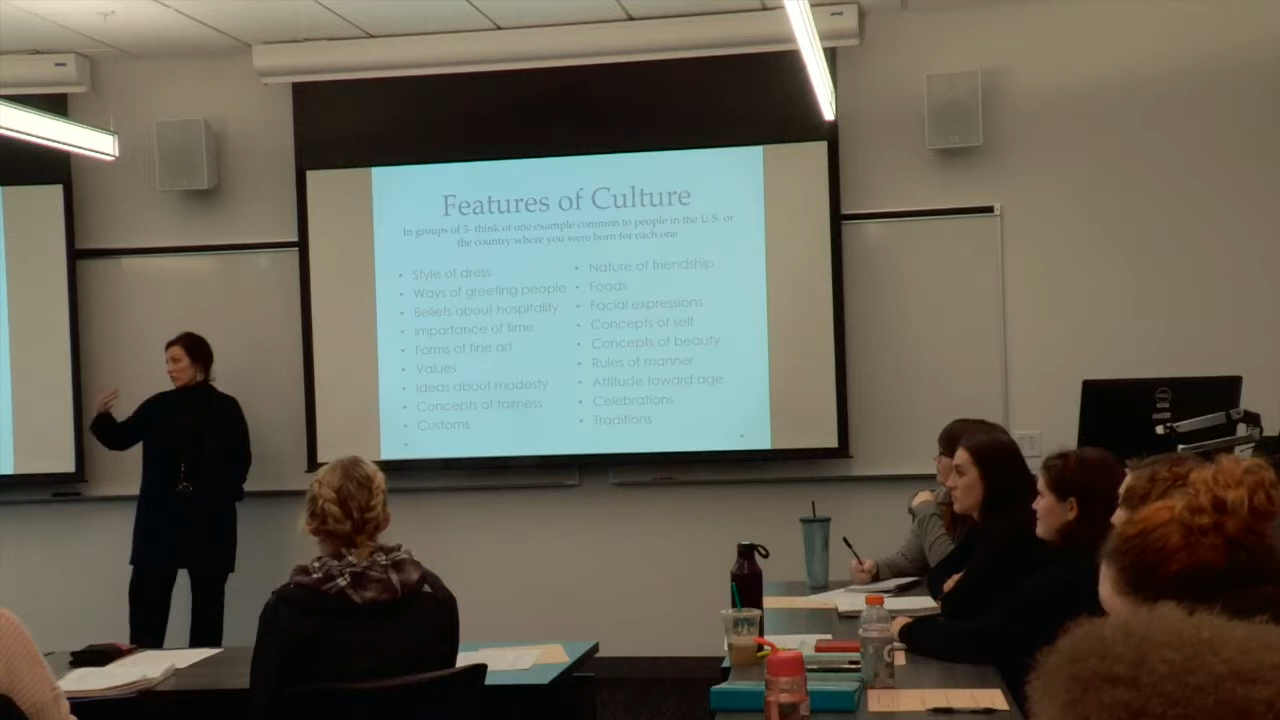 Features of Culture
In groups of 3- think of one example common to people in the U.S. or
the country where you were born for each one
• Style of dress
• Ways of greeting people
• Beliefs about hospitality
• Importance of time
• Forms of fine art
• Values
• Ideas about modesty
• Concepts of fairness
• Customs
• Nature of friendship
• Foods
• Facial expressions
• Concepts of self
• Concepts of beauty
• Rules of manner
• Attitude toward age
• Celebrations
• Traditions
DELL